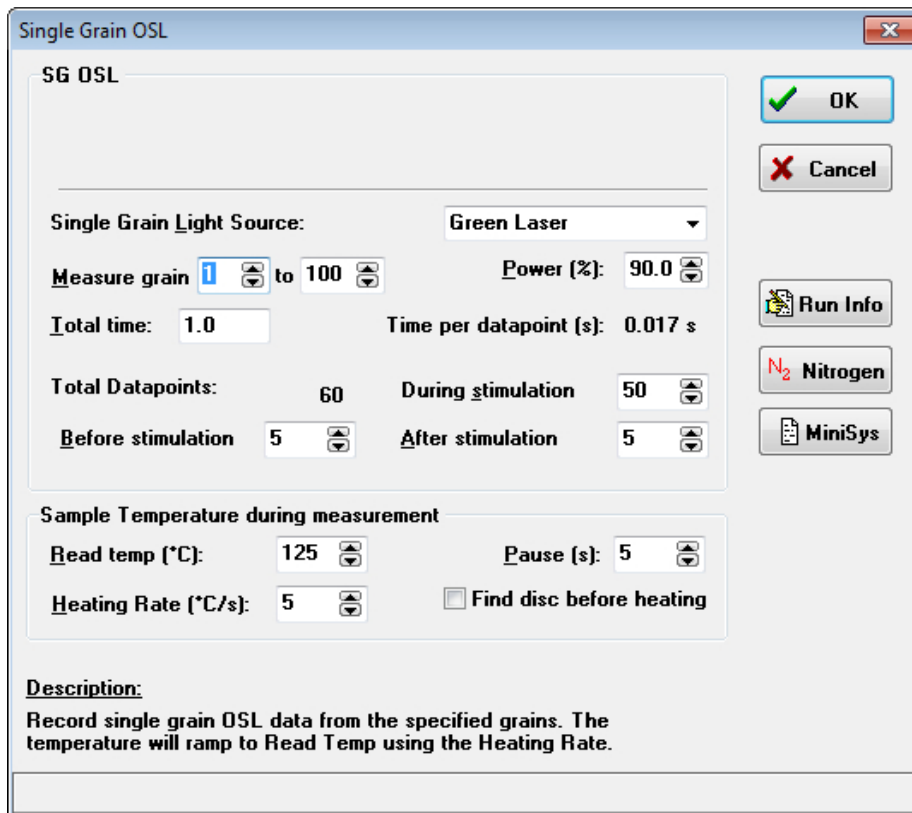 Single Grain OSL
SG OSL
OK
Cancel
Single Grain Light Source: Green Laser
Measure grain 1 to 100 Power (%): 90.0
Run Info
Total time: 1.0 Time per datapoint (s): 0.017 s
N2 Nitrogen
Total Datapoints: 60 During stimulation 50
MiniSys
Before stimulation 5 After stimulation 5
Sample Temperature during measurement
Read temp (°C): 125 Pause (s): 5
Heating Rate (°C/s): 5 Find disc before heating
Description:
Record single grain OSL data from the specified grains. The
temperature will ramp to Read Temp using the Heating Rate.